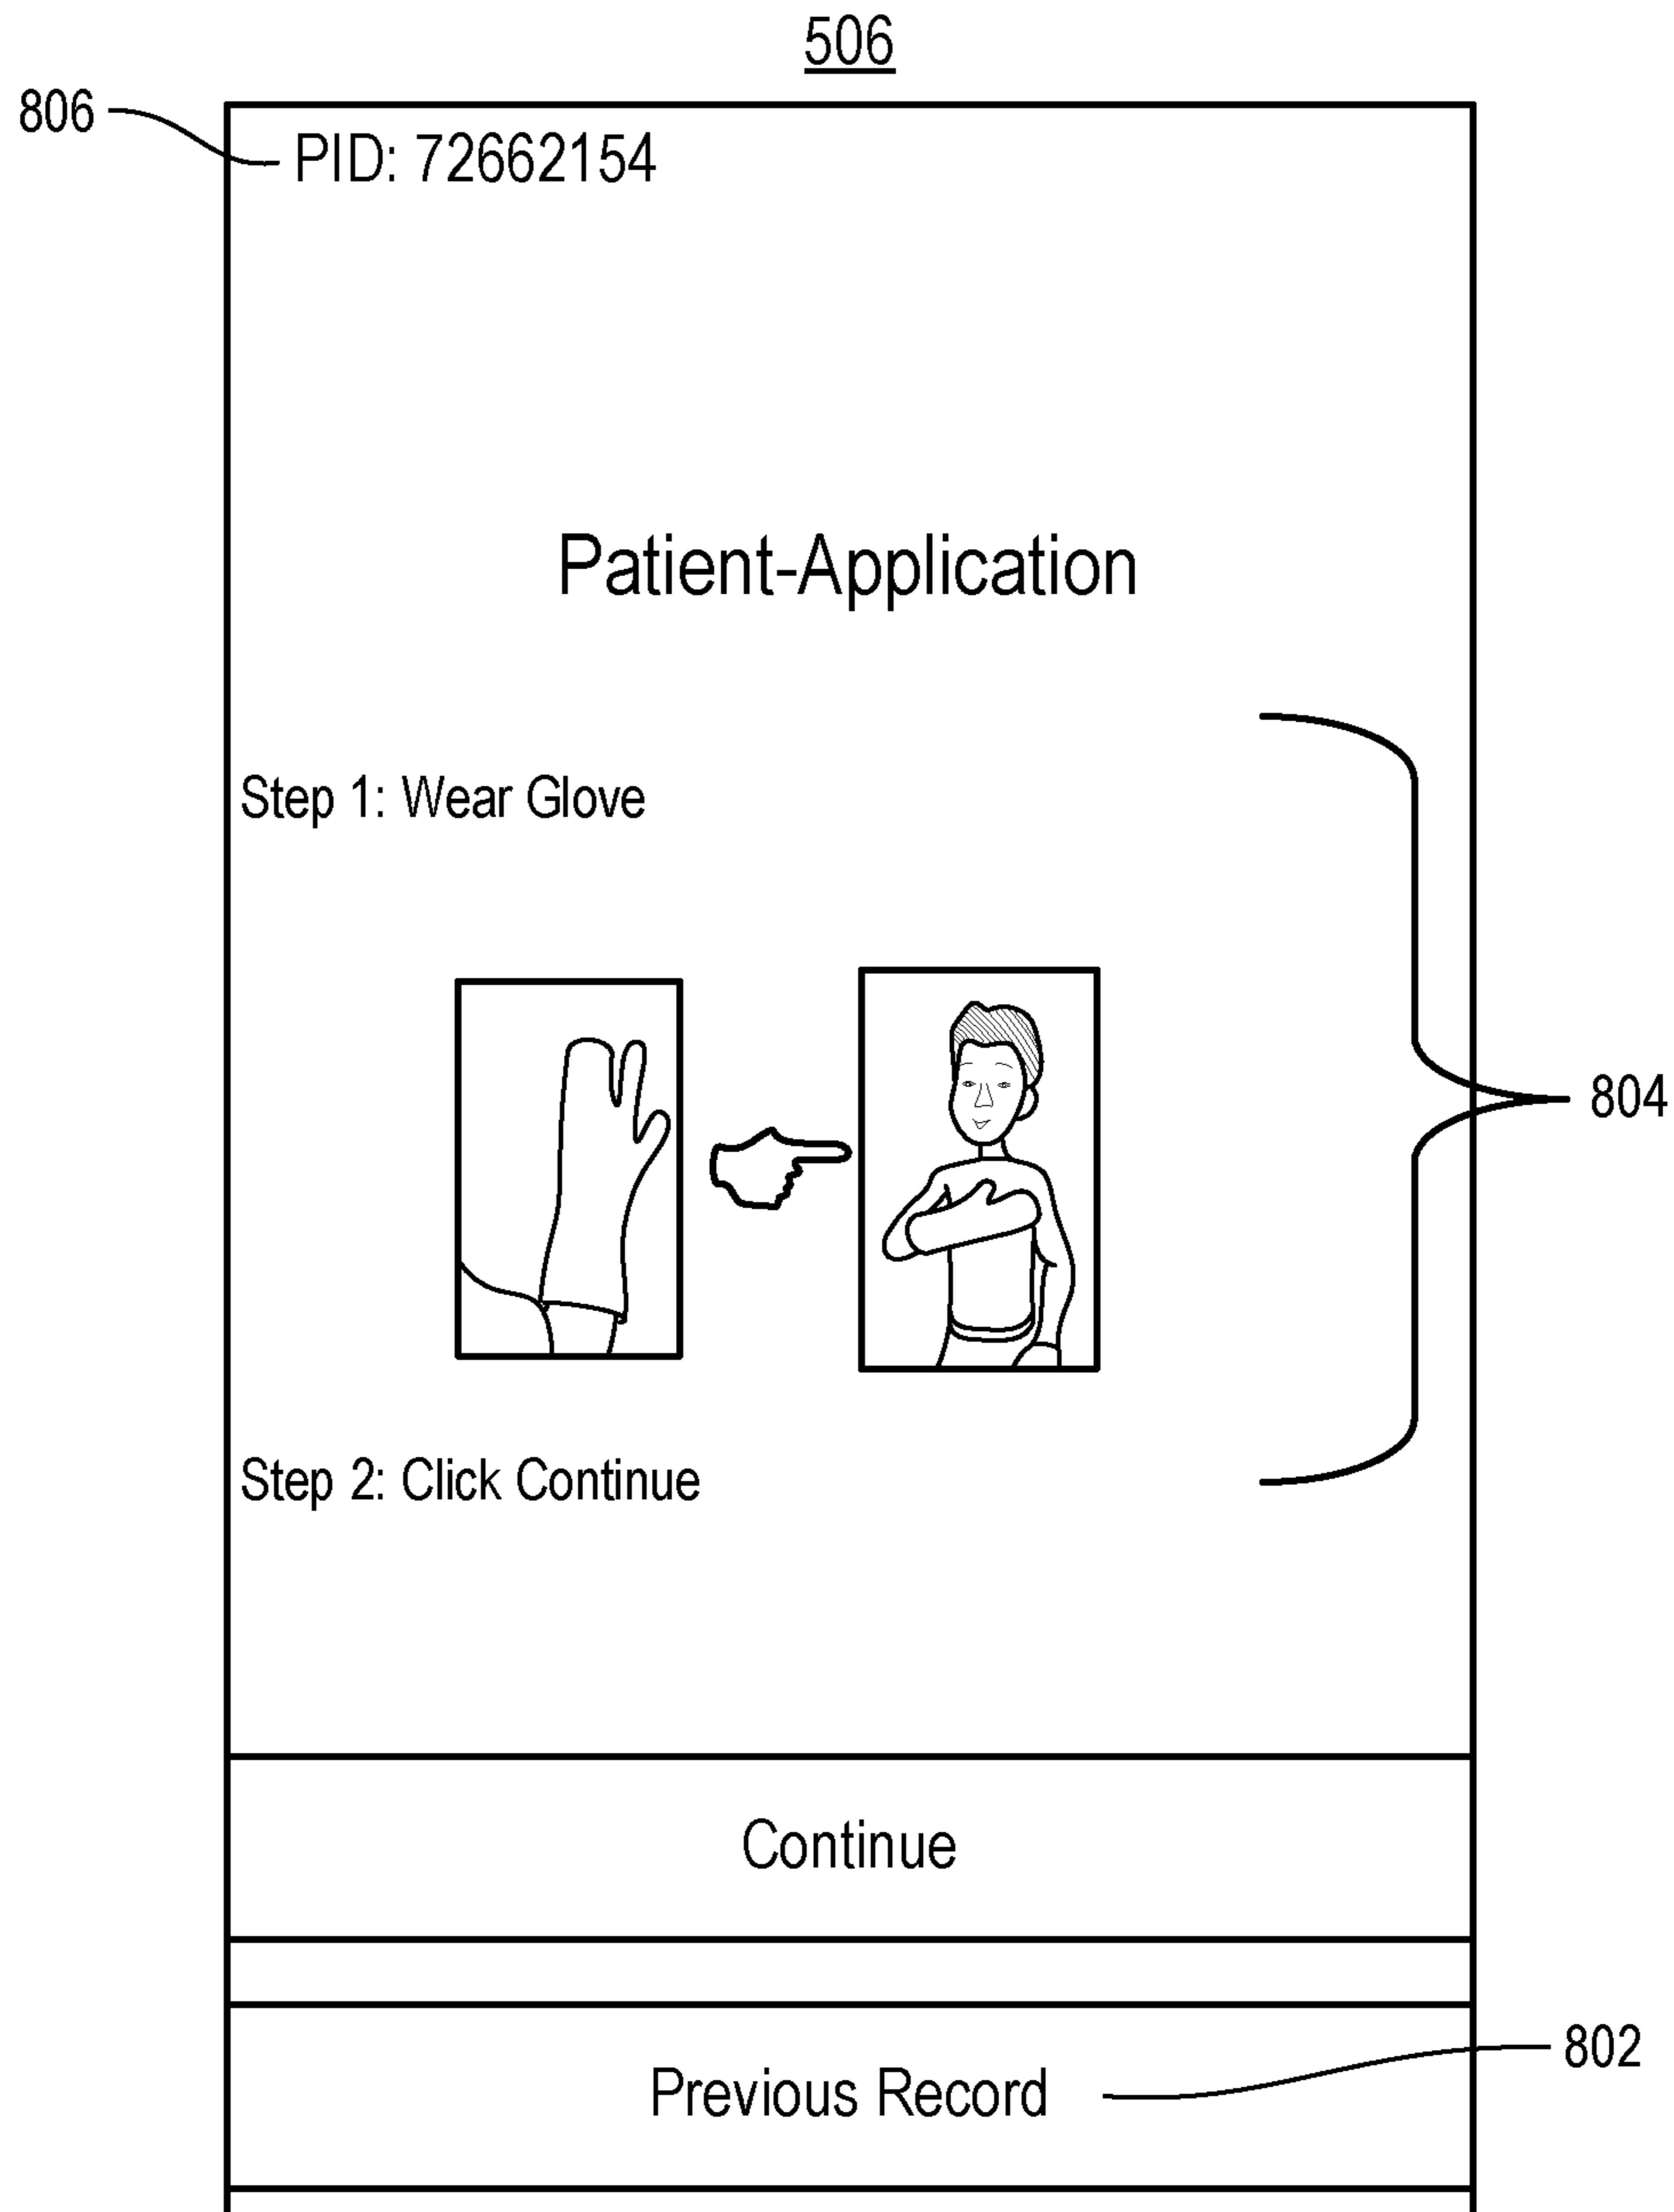 506
806
PID: 72662154
Patient-Application
Step 1: Wear Glove
804
Step 2: Click Continue
Continue
802
Previous Record